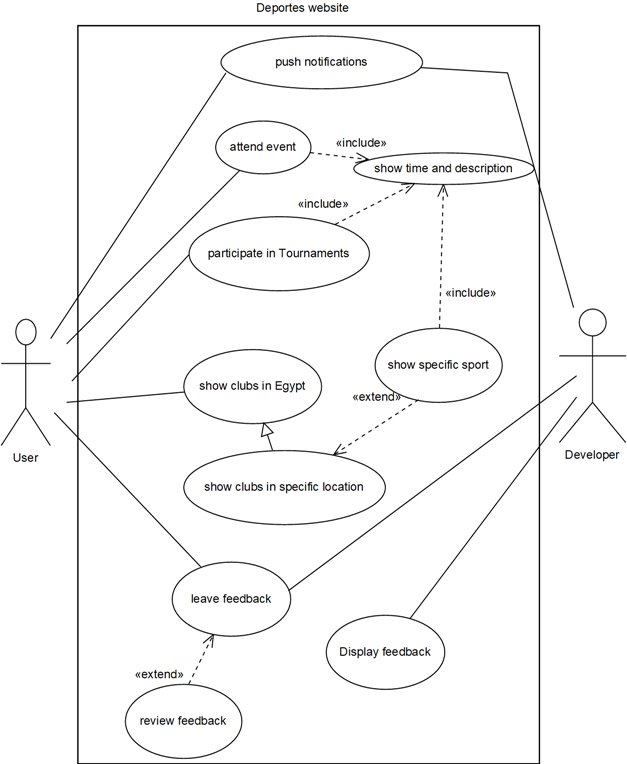 Deportes website
push notifications
attend event
«include»
show time and description
«include»
participate in Tournaments
«include»
show specific sport
show clubs in Egypt
«extend»
User
Developer
show clubs in specific location
leave feedback
Display feedback
«extend»
review feedback